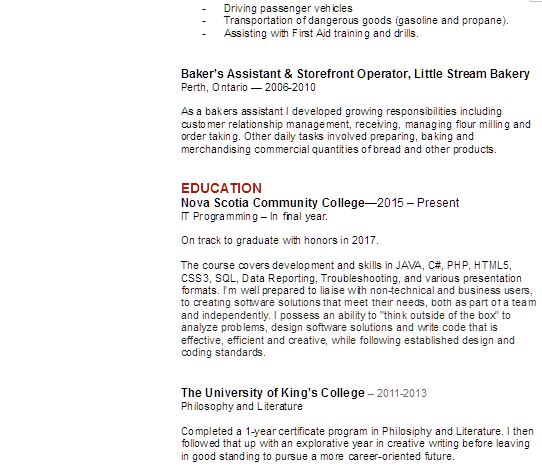 - Driving passenger vehicles
- Transportation of dangerous goods (gasoline and propane).
- Assisting with First Aid training and drills.
Baker's Assistant & Storefront Operator, Little Stream Bakery
Perth, Ontario — 2006-2010
As a bakers assistant I developed growing responsibilities including
customer relationship management, receiving, managing flour milling and
order taking. Other daily tasks involved preparing, baking and
merchandising commercial quantities of bread and other products.
EDUCATION
Nova Scotia Community College—2015 – Present
IT Programming – In final year.
On track to graduate with honors in 2017.
The course covers development and skills in JAVA, C#, PHP, HTML5,
CSS3, SQL, Data Reporting, Troubleshooting, and various presentation
formats. I'm well prepared to liaise with non-technical and business users,
to creating software solutions that meet their needs, both as part of a team
and independently. I possess an ability to "think outside of the box" to
analyze problems, design software solutions and write code that is
effective, efficient and creative, while following established design and
coding standards.
The University of King's College – 2011-2013
Philosophy and Literature
Completed a 1-year certificate program in Philosiphy and Literature. I then
followed that up with an explorative year in creative writing before leaving
in good standing to pursue a more career-oriented future.